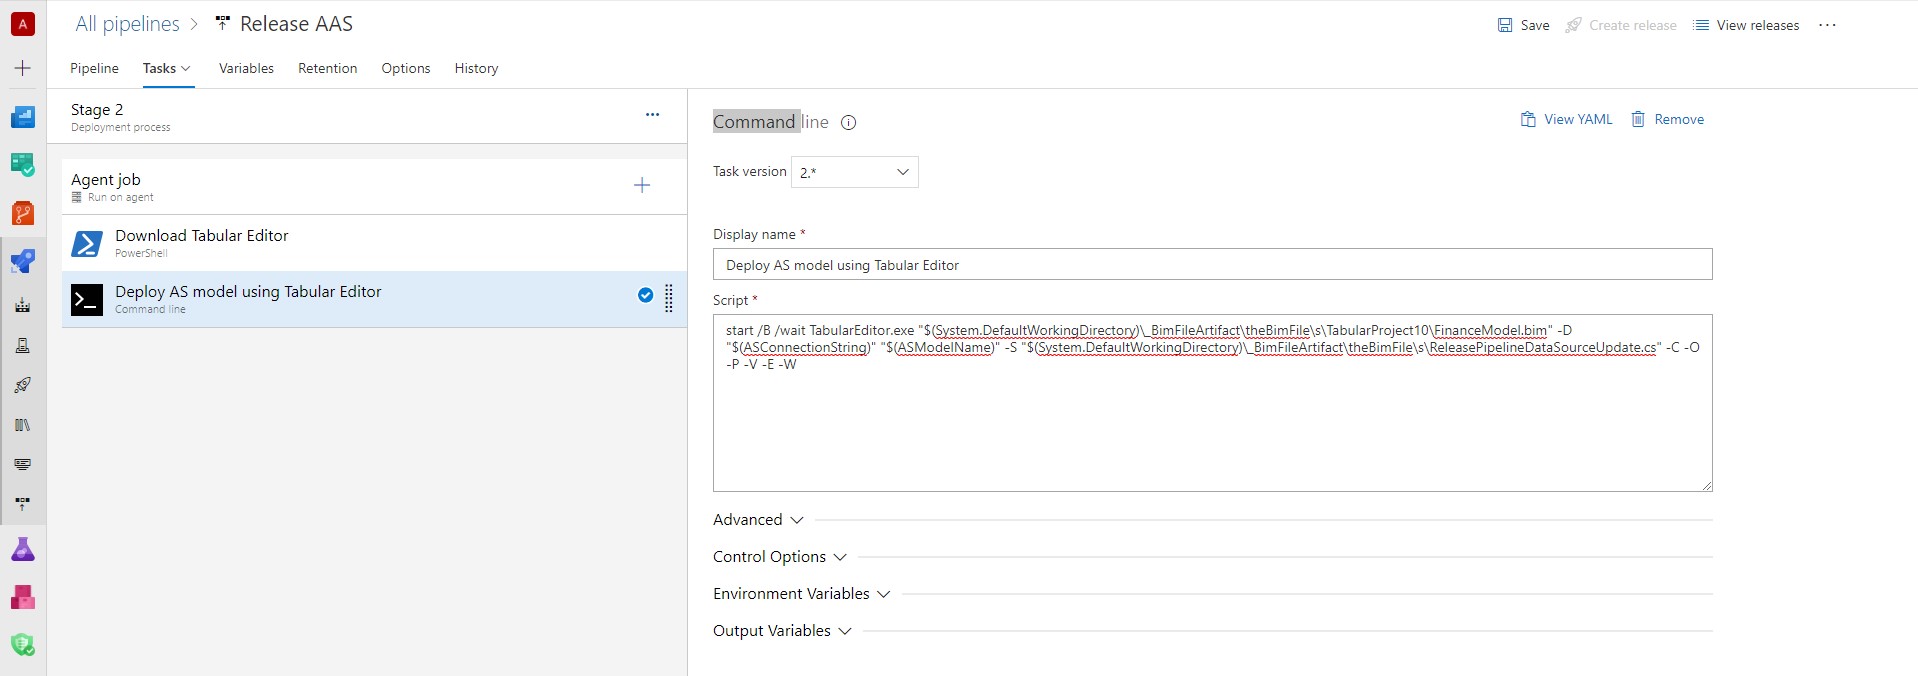 A
All pipelines > Release AAS
Save Create release View releases ...
Pipeline Tasks Variables Retention Options History
Stage 2
Deployment process
...
Agent job
Run on agent
Download Tabular Editor
PowerShell
Deploy AS model using Tabular Editor
Command line
Command line
View YAML Remove
Task version 2.*
Display name *
Deploy AS model using Tabular Editor
Script *
start /B /wait TabularEditor.exe "$(System.DefaultWorkingDirectory)\_BimFileArtifact\theBimFile\s\TabularProject10\FinanceModel.bim" -D
"$(ASConnectionString)" "$(ASModelName)" -S "$(System.DefaultWorkingDirectory)\_BimFileArtifact\theBimFile\s\ReleasePipelineDataSourceUpdate.cs" -C -O
-P -V -E -W
Advanced
Control Options
Environment Variables
Output Variables